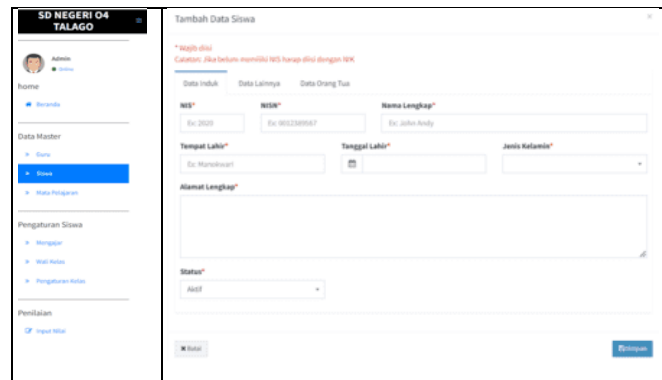 SD NEGERI O4
TALAGO
Admin
Online
home
Beranda
Data Master
Guru
Siswa
Mata Pelajaran
Pengaturan Siswa
Mengajar
Wali Kelas
Pengaturan Kelas
Penilaian
Input Nilai
Tambah Data Siswa
* Wajib diisi
Catatan: Jika belum memiliki NIS harap diisi dengan NIK
Data Induk Data Lainnya Data Orang Tua
NIS* NISN* Nama Lengkap*
Ex: 2020 Ex: 0012389567 Ex: John Andy
Tempat Lahir* Tanggal Lahir* Jenis Kelamin*
Ex: Manokwari
Alamat Lengkap*
Status*
Aktif
Batal Simpan